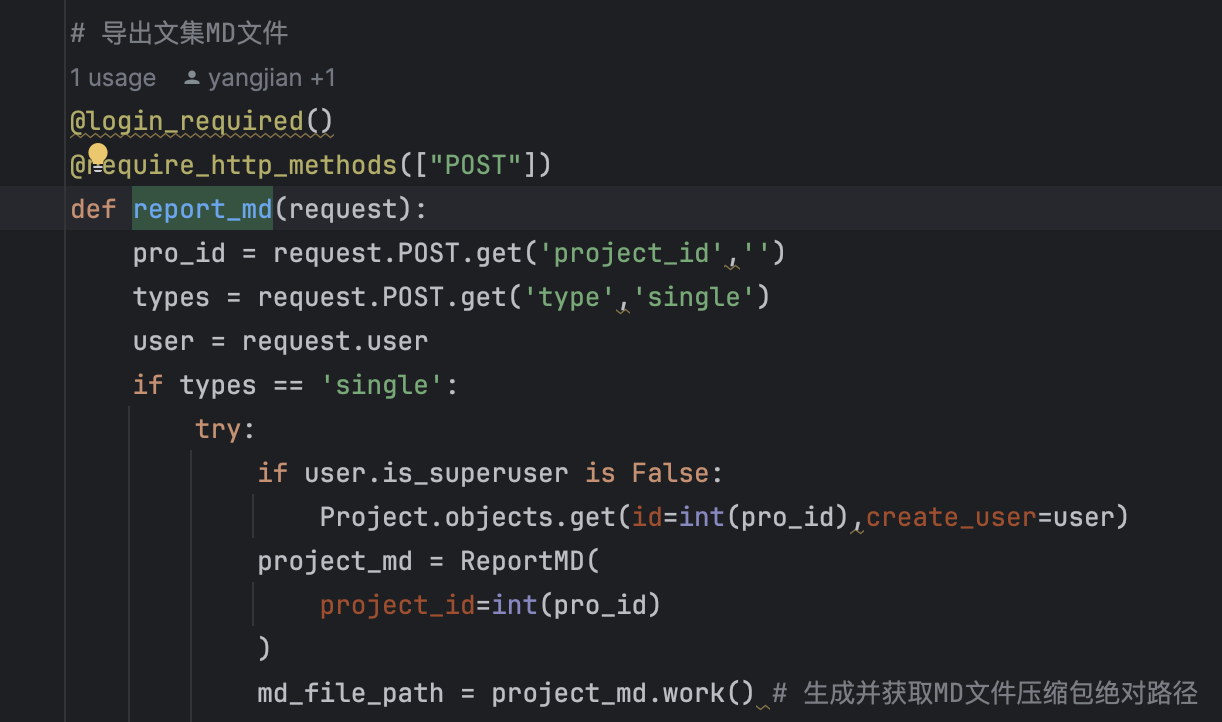 # 导出文集MD文件
1 usage yangjian +1
@login_required()
@require_http_methods(["POST"])
def report_md(request):
pro_id = request.POST.get('project_id','')
types = request.POST.get('type','single')
user = request.user
if types == 'single':
try:
if user.is_superuser is False:
Project.objects.get(id=int(pro_id),create_user=user)
project_md = ReportMD(
project_id=int(pro_id)
)
md_file_path = project_md.work() # 生成并获取MD文件压缩包绝对路径